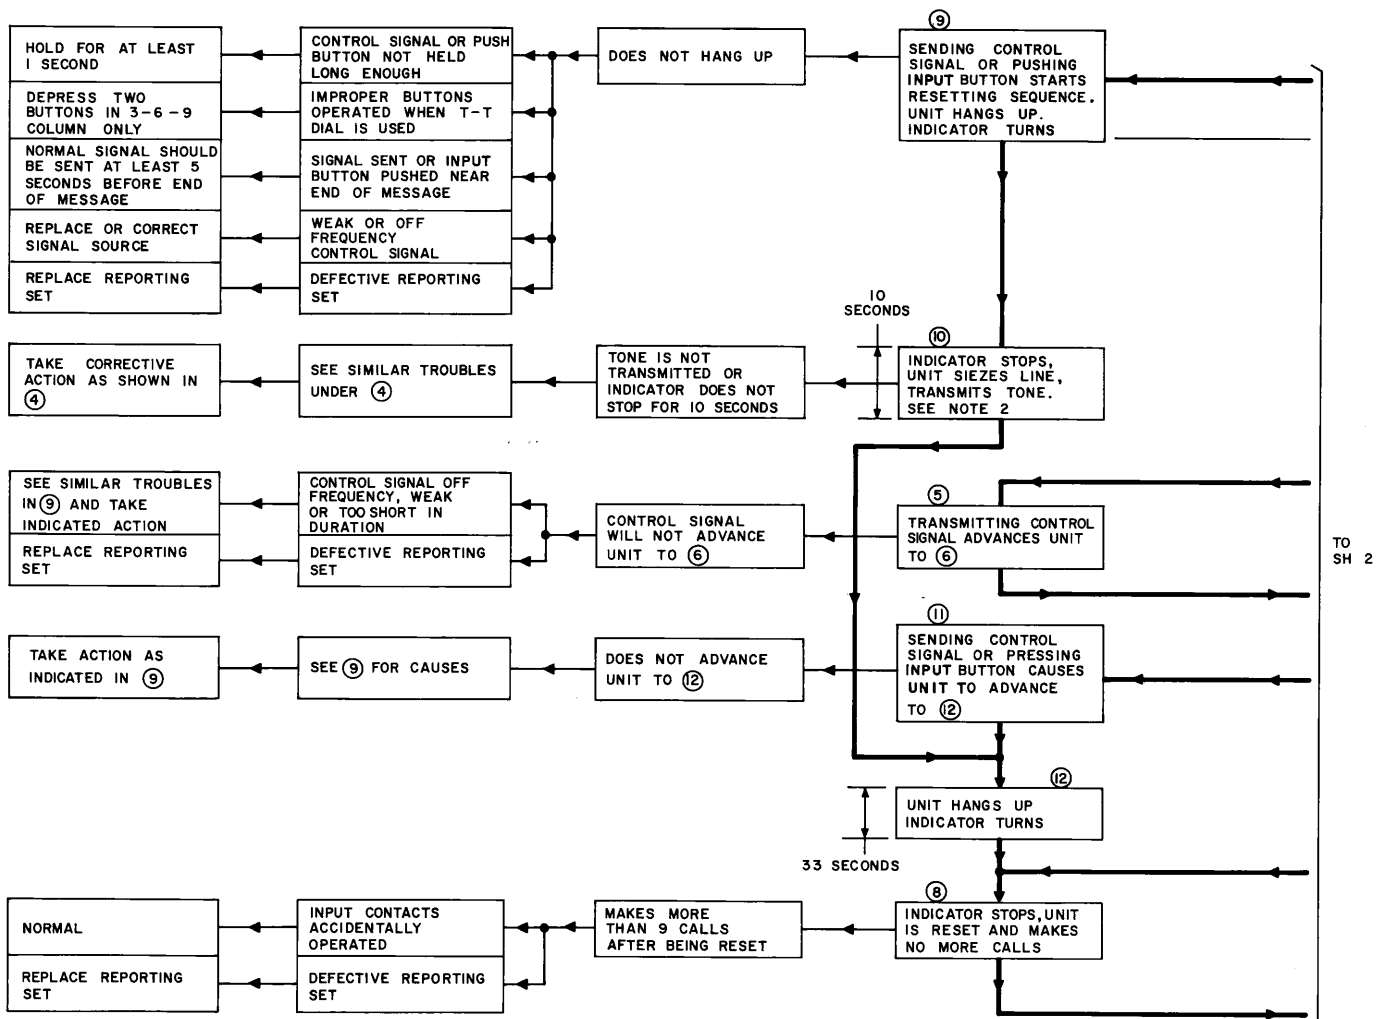 HOLD FOR AT LEAST
1 SECOND
CONTROL SIGNAL OR PUSH
BUTTON NOT HELD
LONG ENOUGH
DOES NOT HANG UP
⑨
SENDING CONTROL
SIGNAL OR PUSHING
INPUT BUTTON STARTS
RESETTING SEQUENCE.
UNIT HANGS UP.
INDICATOR TURNS
DEPRESS TWO
BUTTONS IN 3-6-9
COLUMN ONLY
IMPROPER BUTTONS
OPERATED WHEN T-T
DIAL IS USED
NORMAL SIGNAL SHOULD
BE SENT AT LEAST 5
SECONDS BEFORE END
OF MESSAGE
SIGNAL SENT OR INPUT
BUTTON PUSHED NEAR
END OF MESSAGE
REPLACE OR CORRECT
SIGNAL SOURCE
WEAK OR OFF
FREQUENCY
CONTROL SIGNAL
REPLACE REPORTING
SET
DEFECTIVE REPORTING
SET
10
SECONDS
TAKE CORRECTIVE
ACTION AS SHOWN IN
④
SEE SIMILAR TROUBLES
UNDER ④
TONE IS NOT
TRANSMITTED OR
INDICATOR DOES NOT
STOP FOR 10 SECONDS
⑩
INDICATOR STOPS,
UNIT SIEZES LINE,
TRANSMITS TONE.
SEE NOTE 2
SEE SIMILAR TROUBLES
IN ⑨ AND TAKE
INDICATED ACTION
CONTROL SIGNAL OFF
FREQUENCY, WEAK
OR TOO SHORT IN
DURATION
REPLACE REPORTING
SET
DEFECTIVE REPORTING
SET
CONTROL SIGNAL
WILL NOT ADVANCE
UNIT TO ⑥
⑤
TRANSMITTING CONTROL
SIGNAL ADVANCES UNIT
TO ⑥
TO
SH 2
TAKE ACTION AS
INDICATED IN ⑨
SEE ⑨ FOR CAUSES
DOES NOT ADVANCE
UNIT TO ⑫
⑪
SENDING CONTROL
SIGNAL OR PRESSING
INPUT BUTTON CAUSES
UNIT TO ADVANCE
TO ⑫
⑫
UNIT HANGS UP
INDICATOR TURNS
33 SECONDS
NORMAL
INPUT CONTACTS
ACCIDENTALLY
OPERATED
REPLACE REPORTING
SET
DEFECTIVE REPORTING
SET
MAKES MORE
THAN 9 CALLS
AFTER BEING RESET
⑧
INDICATOR STOPS, UNIT
IS RESET AND MAKES
NO MORE CALLS